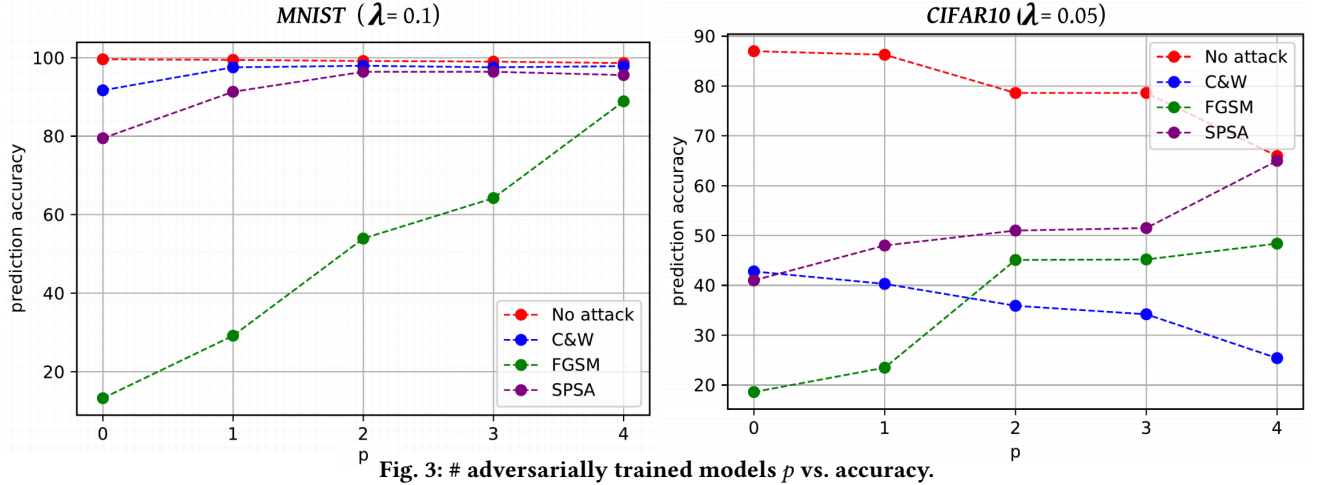 MNIST (λ= 0.1)
100
80
60
40
20
prediction accuracy
0 1 2 3 4
p
No attack
C&W
FGSM
SPSA
CIFAR10 (λ= 0.05)
90
80
70
60
50
40
30
20
prediction accuracy
0 1 2 3 4
p
No attack
C&W
FGSM
SPSA
Fig. 3: # adversarially trained models p vs. accuracy.